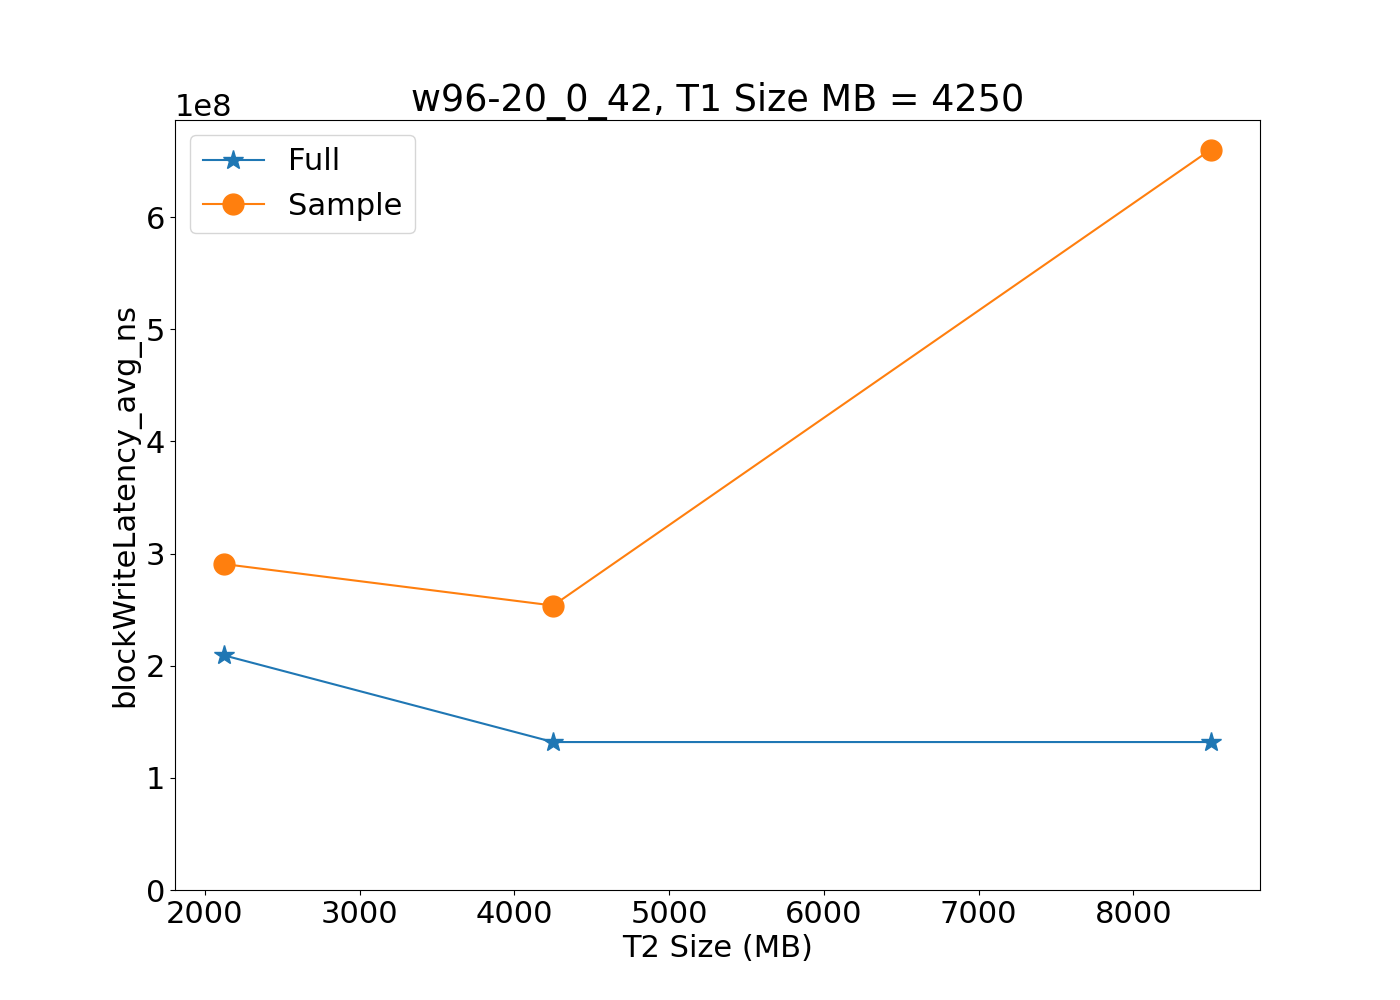 w96-20_0_42, T1 Size MB = 4250
1e8
Full
Sample
6
5
4
3
2
1
0
blockWriteLatency_avg_ns
2000 3000 4000 5000 6000 7000 8000
T2 Size (MB)